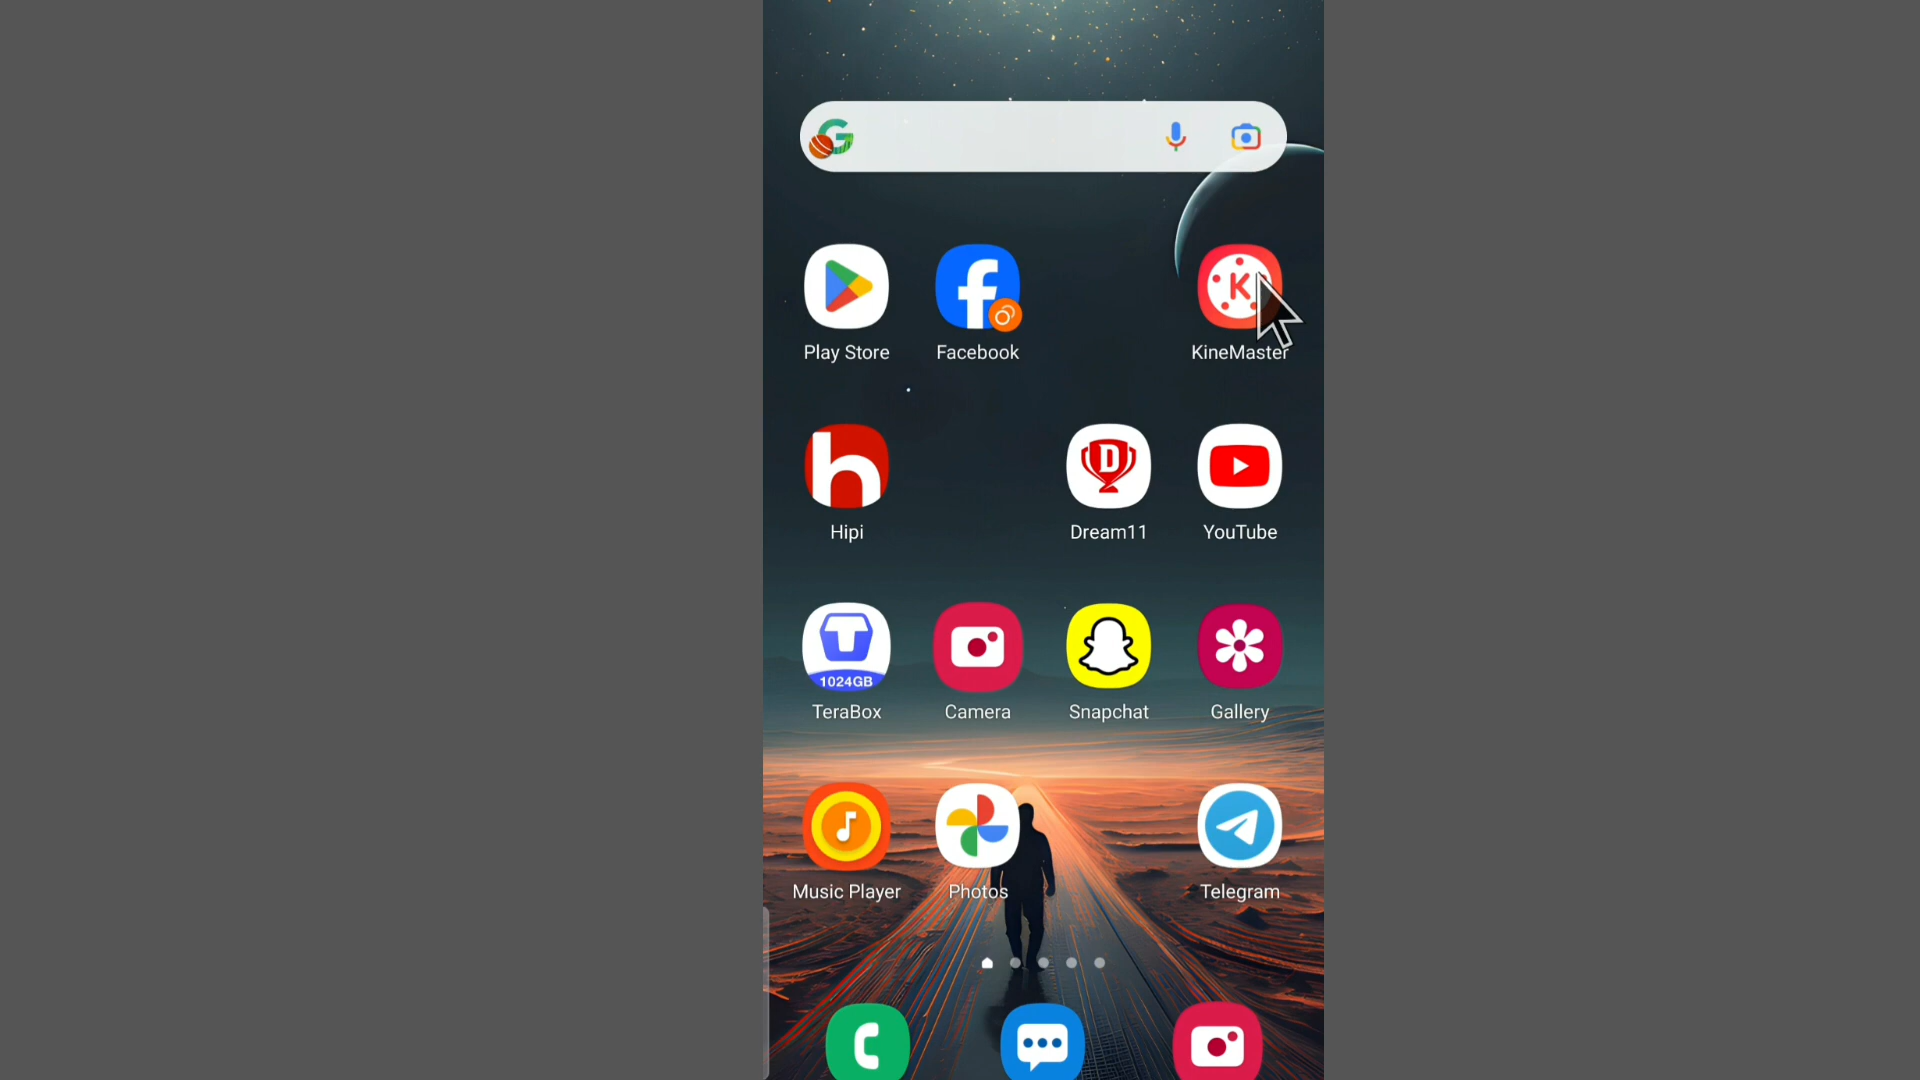 Play Store
Facebook
KineMaster
Hipi
Dream11
YouTube
1024GB
TeraBox
Camera
Snapchat
Gallery
Music Player
Photos
Telegram